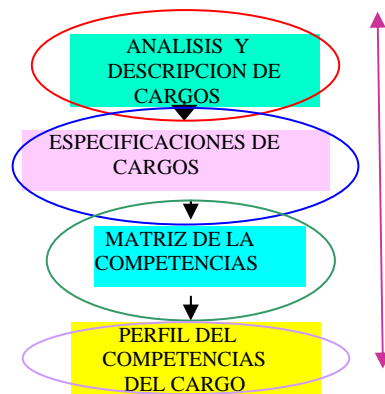 ANALISIS Y
DESCRIPCION DE
CARGOS
ESPECIFICACIONES DE
CARGOS
MATRIZ DE LA
COMPETENCIAS
PERFIL DEL
COMPETENCIAS
DEL CARGO